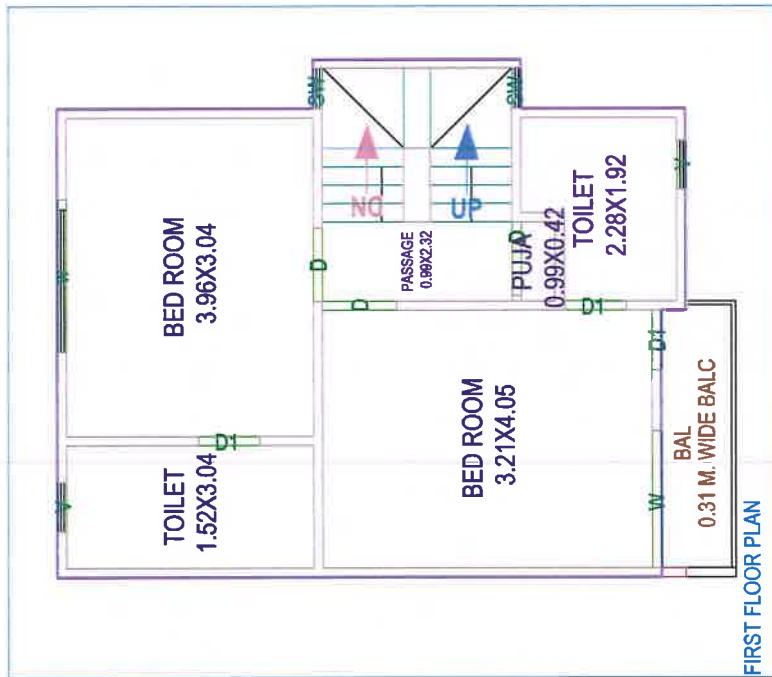 SW
SW
W
BED ROOM
3.96X3.04
DN
UP
TOILET
2.28X1.92
V
D
PASSAGE
0.99X2.32
D
PUJA
0.99X0.42
D
D1
D1
D1
BED ROOM
3.21X4.05
V
TOILET
1.52X3.04
W
BAL
0.31 M. WIDE BALC
FIRST FLOOR PLAN